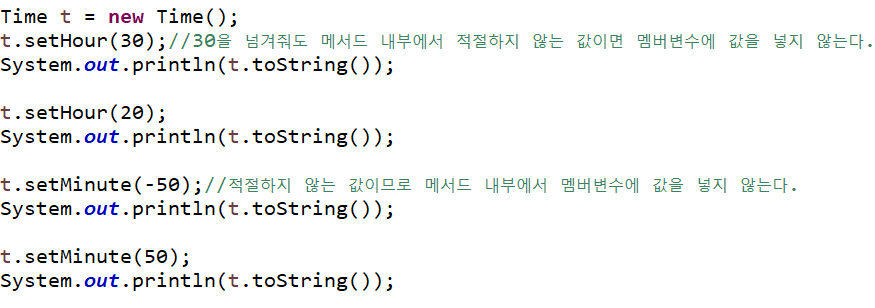 Time t = new Time();
t.setHour(30);//30을 넘겨줘도 메서드 내부에서 적절하지 않는 값이면 멤버변수에 값을 넣지 않는다.
System.out.println(t.toString());
t.setHour(20);
System.out.println(t.toString());
t.setMinute(-50);//적절하지 않는 값이므로 메서드 내부에서 멤버변수에 값을 넣지 않는다.
System.out.println(t.toString());
t.setMinute(50);
System.out.println(t.toString());